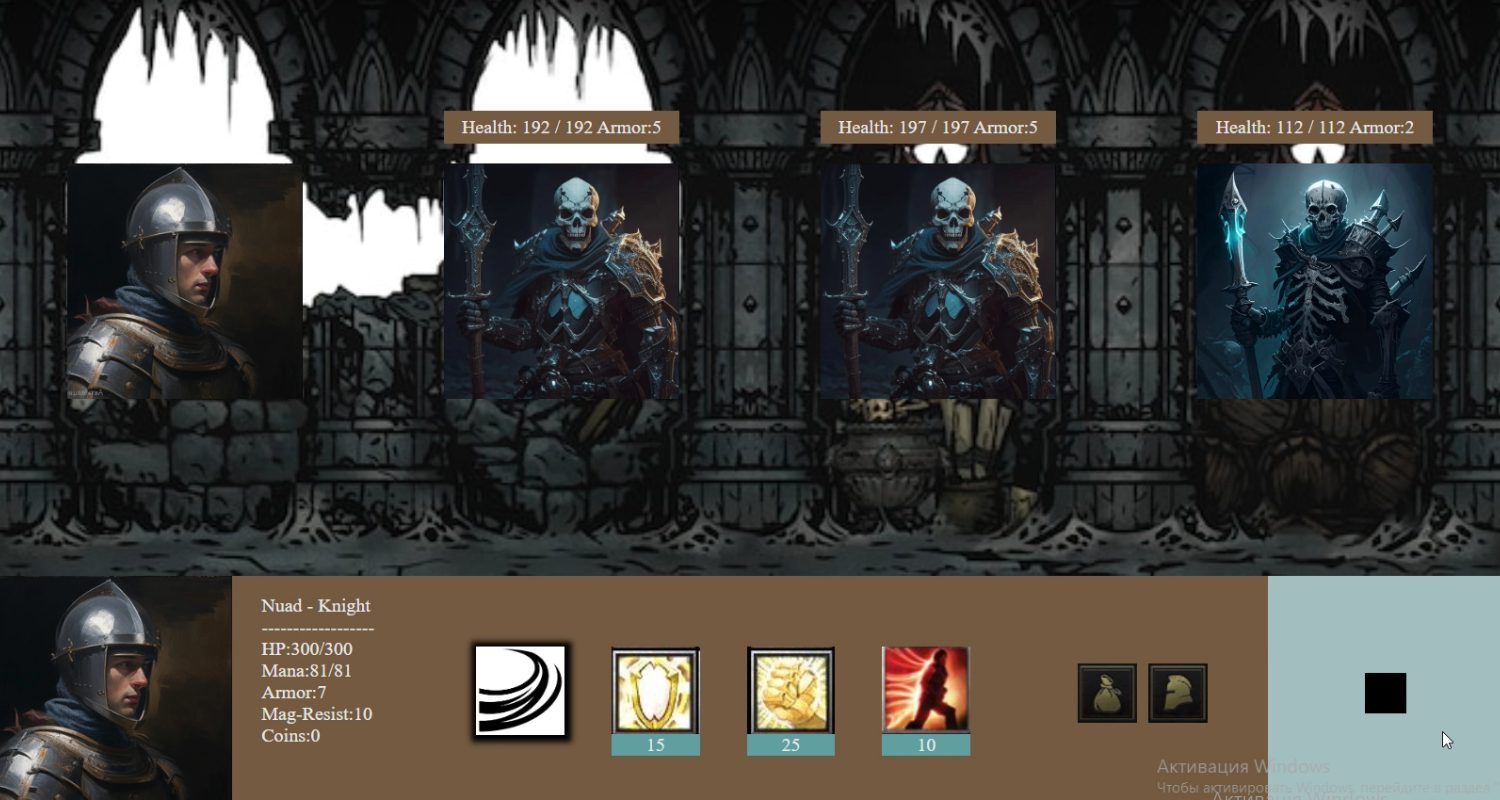 Health: 192 / 192 Armor:5
Health: 197 / 197 Armor:5
Health: 112 / 112 Armor:2
Nuad - Knight
------------------
HP:300/300
Mana:81/81
Armor:7
Mag-Resist:10
Coins:0
15
25
10
Активация Windows
Чтобы активировать Windows, перейдите в раздел
Активация Windows